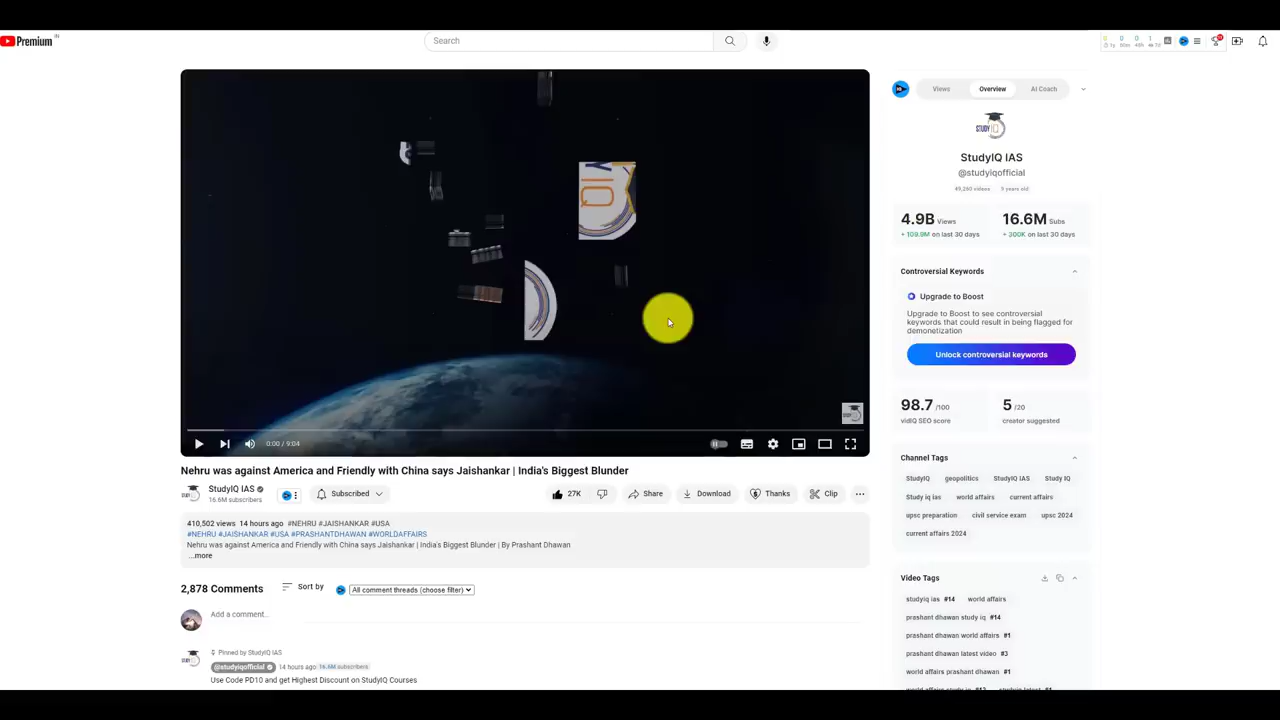 Premium IN
Search
Views Overview AI Coach
STUDY IQ
StudyIQ IAS
@studyiqofficial
49,250 videos 9 years old
4.9B Views 16.6M Subs
+ 109.9M on last 30 days + 300K on last 30 days
Controversial Keywords
Upgrade to Boost
Upgrade to Boost to see controversial
keywords that could result in being flagged for
demonetization
Unlock controversial keywords
98.7 /100 5 /20
vidIQ SEO score creator suggested
Channel Tags
StudyIQ geopolitics StudyIQ IAS Study IQ
Study iq ias world affairs current affairs
upsc preparation civil service exam upsc 2024
current affairs 2024
Video Tags
studyiq ias #14 world affairs
prashant dhawan study iq #14
prashant dhawan world affairs #1
prashant dhawan latest video #3
world affairs prashant dhawan #1
IQ
0:00 / 9:04
Nehru was against America and Friendly with China says Jaishankar | India's Biggest Blunder
StudyIQ IAS
16.6M subscribers
Subscribed
27K Share Download Thanks Clip
410,502 views 14 hours ago #NEHRU #JAISHANKAR #USA
#NEHRU #JAISHANKAR #USA #PRASHANTDHAWAN #WORLDAFFAIRS
Nehru was against America and Friendly with China says Jaishankar | India's Biggest Blunder | By Prashant Dhawan
...more
2,878 Comments Sort by All comment threads (choose filter)
Add a comment...
Pinned by StudyIQ IAS
@studyiqofficial 14 hours ago 16.6M subscribers
Use Code PD10 and get Highest Discount on StudyIQ Courses